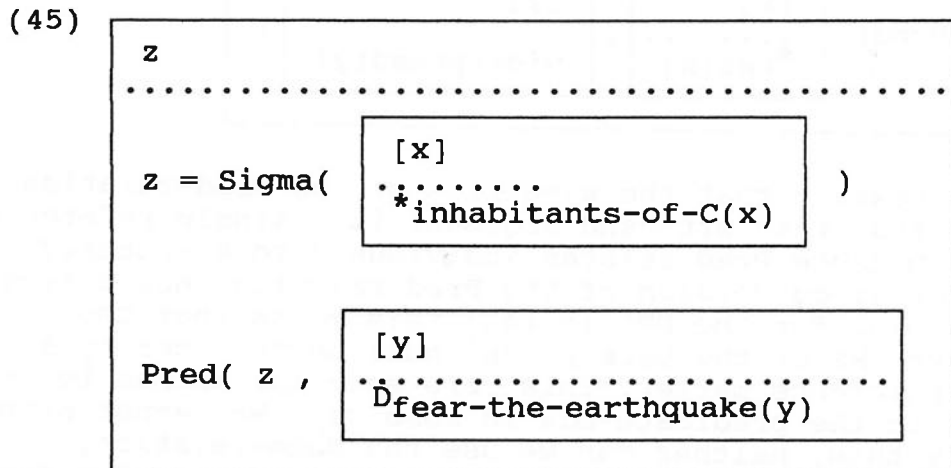 (45)
z
z = Sigma(
[x]
*inhabitants-of-C(x)
)
Pred( z ,
[y]
Dfear-the-earthquake(y)